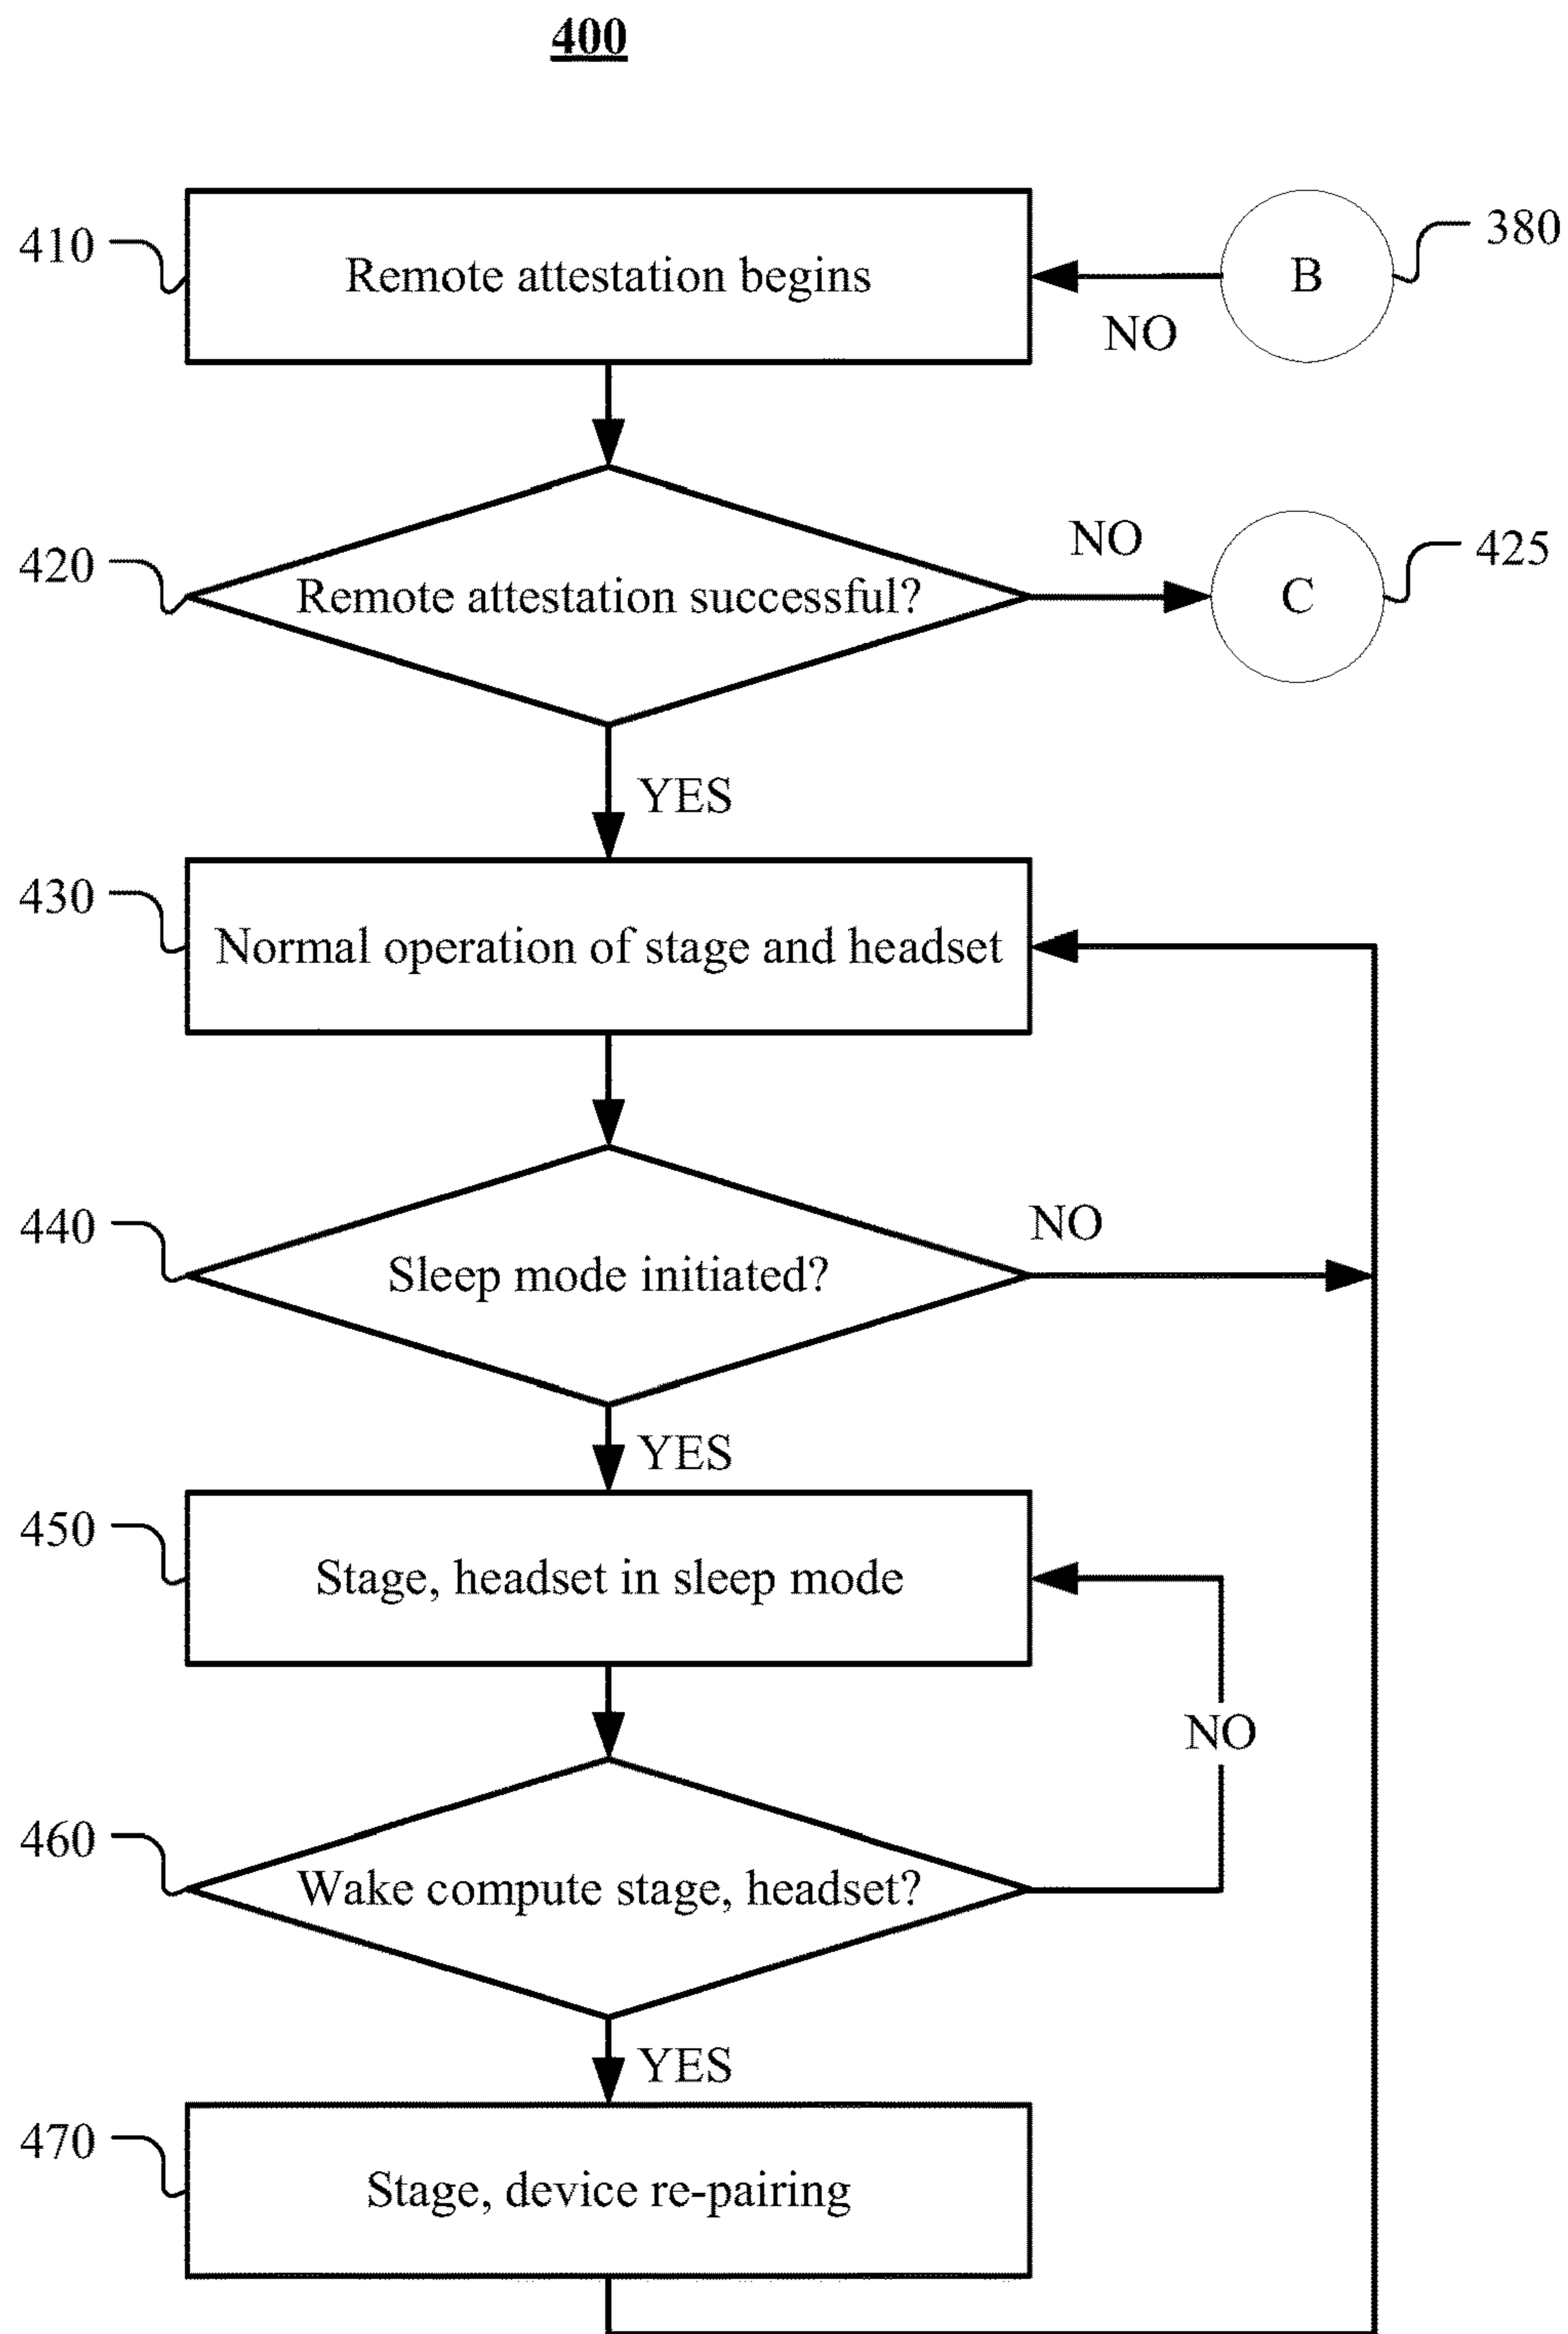 400
410
Remote attestation begins
B
380
NO
420
Remote attestation successful?
NO
C
425
YES
430
Normal operation of stage and headset
440
Sleep mode initiated?
NO
YES
450
Stage, headset in sleep mode
NO
460
Wake compute stage, headset?
YES
470
Stage, device re-pairing